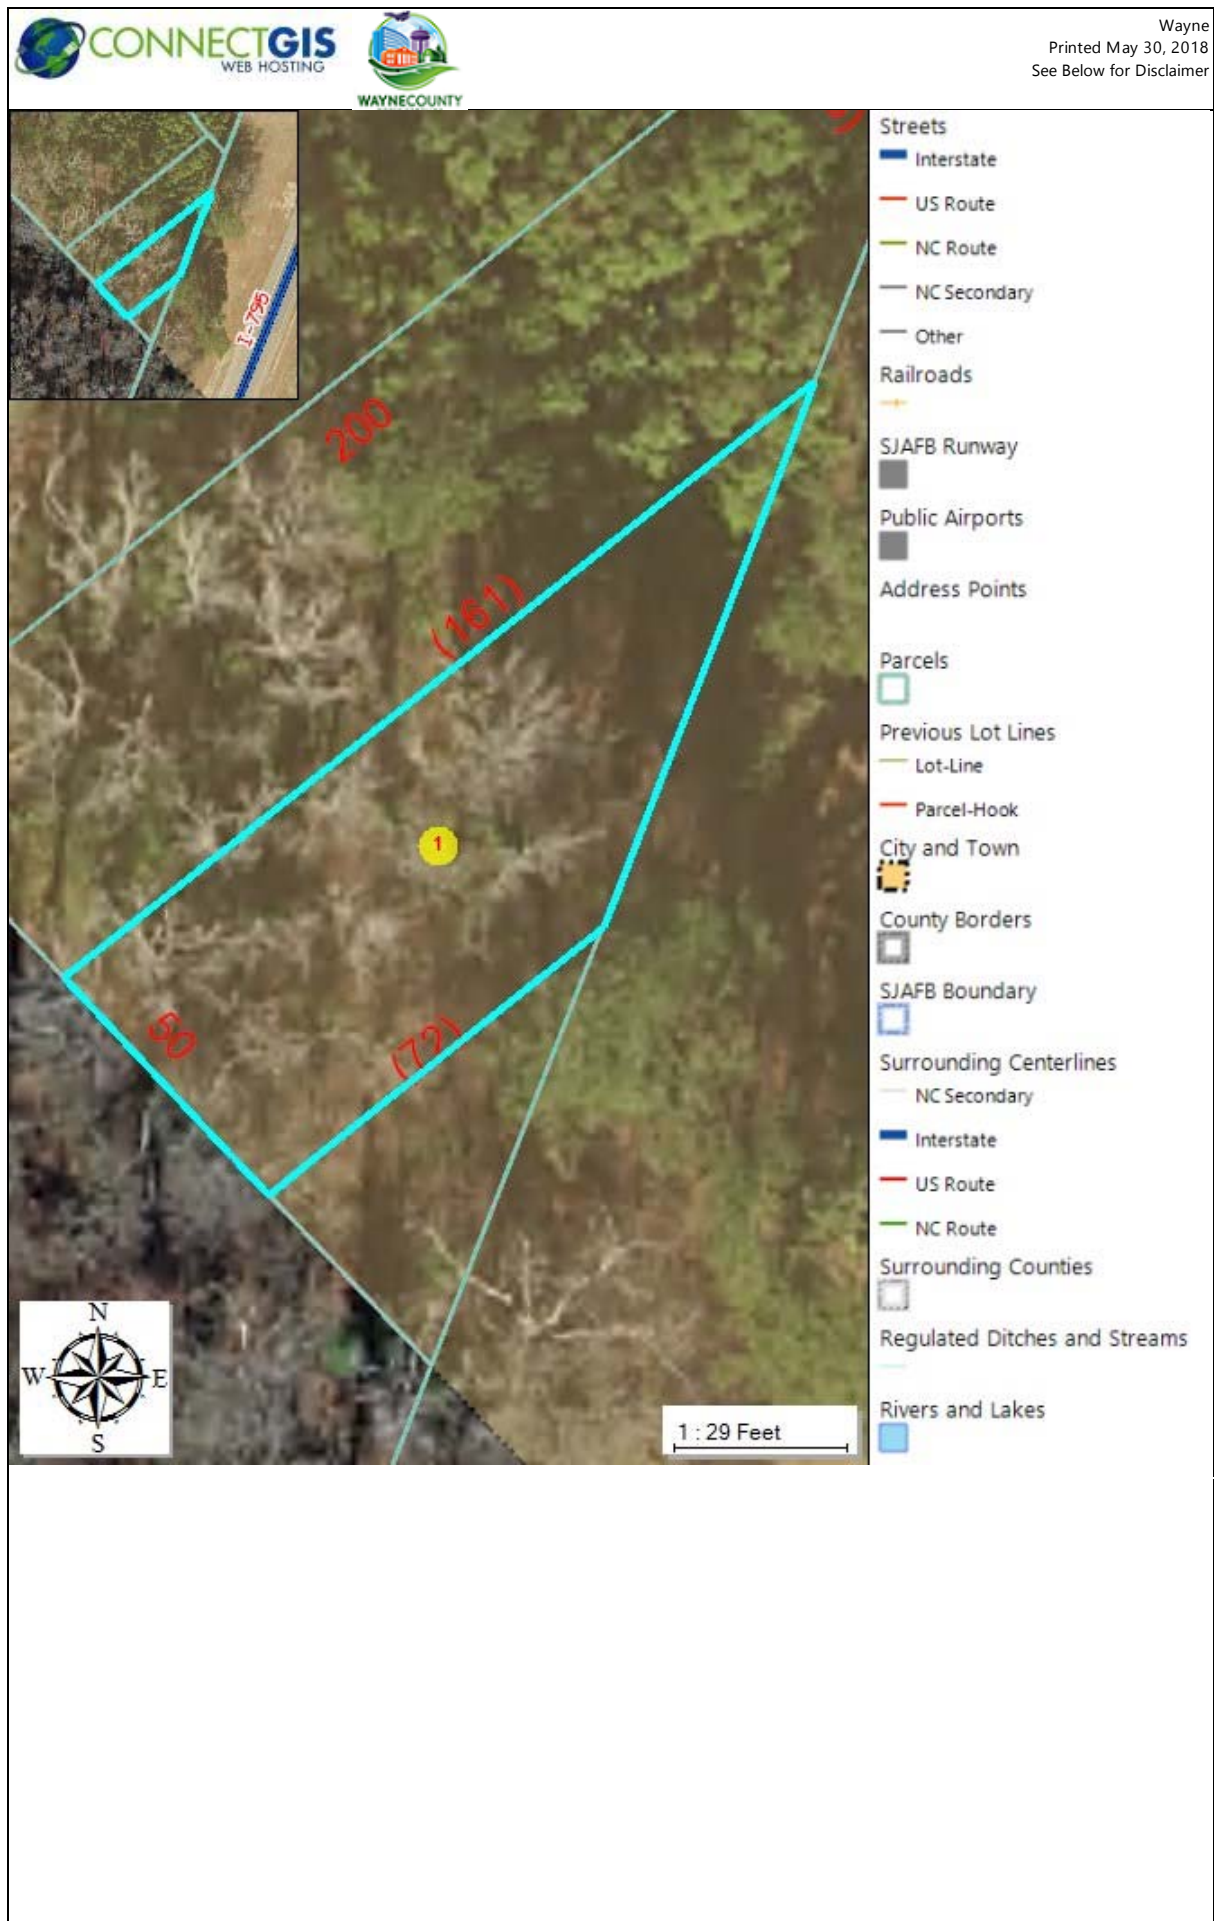 CONNECTGIS
WEB HOSTING
WAYNECOUNTY
Wayne
Printed May 30, 2018
See Below for Disclaimer
I-795
200
(161)
1
50
(72)
N
W E
S
1 : 29 Feet
Streets
Interstate
US Route
NC Route
NC Secondary
Other
Railroads
SJAFB Runway
Public Airports
Address Points
Parcels
Previous Lot Lines
Lot-Line
Parcel-Hook
City and Town
County Borders
SJAFB Boundary
Surrounding Centerlines
NC Secondary
Interstate
US Route
NC Route
Surrounding Counties
Regulated Ditches and Streams
Rivers and Lakes